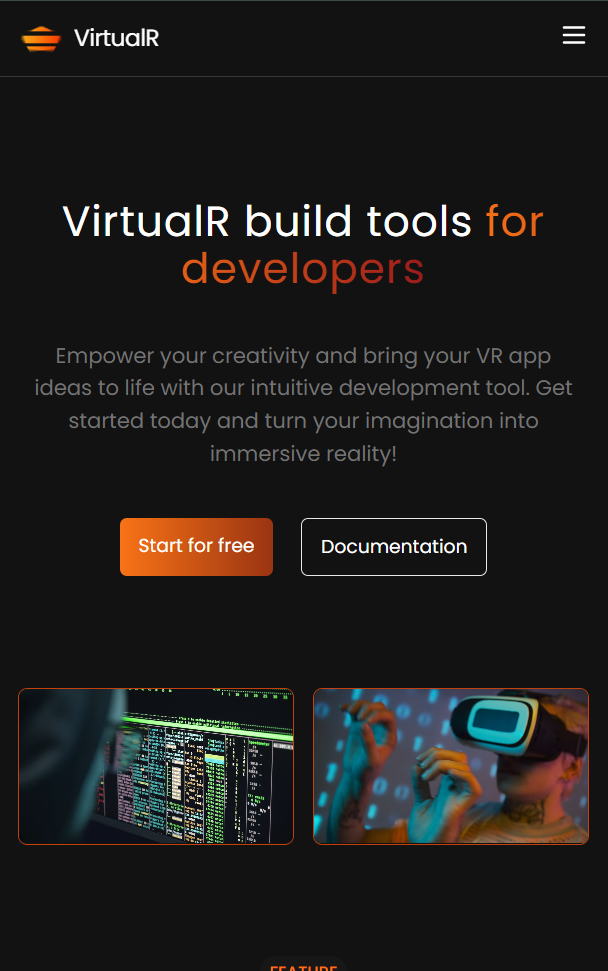 VirtualR
VirtualR build tools for
developers
Empower your creativity and bring your VR app
ideas to life with our intuitive development tool. Get
started today and turn your imagination into
immersive reality!
Start for free
Documentation
FEATURE